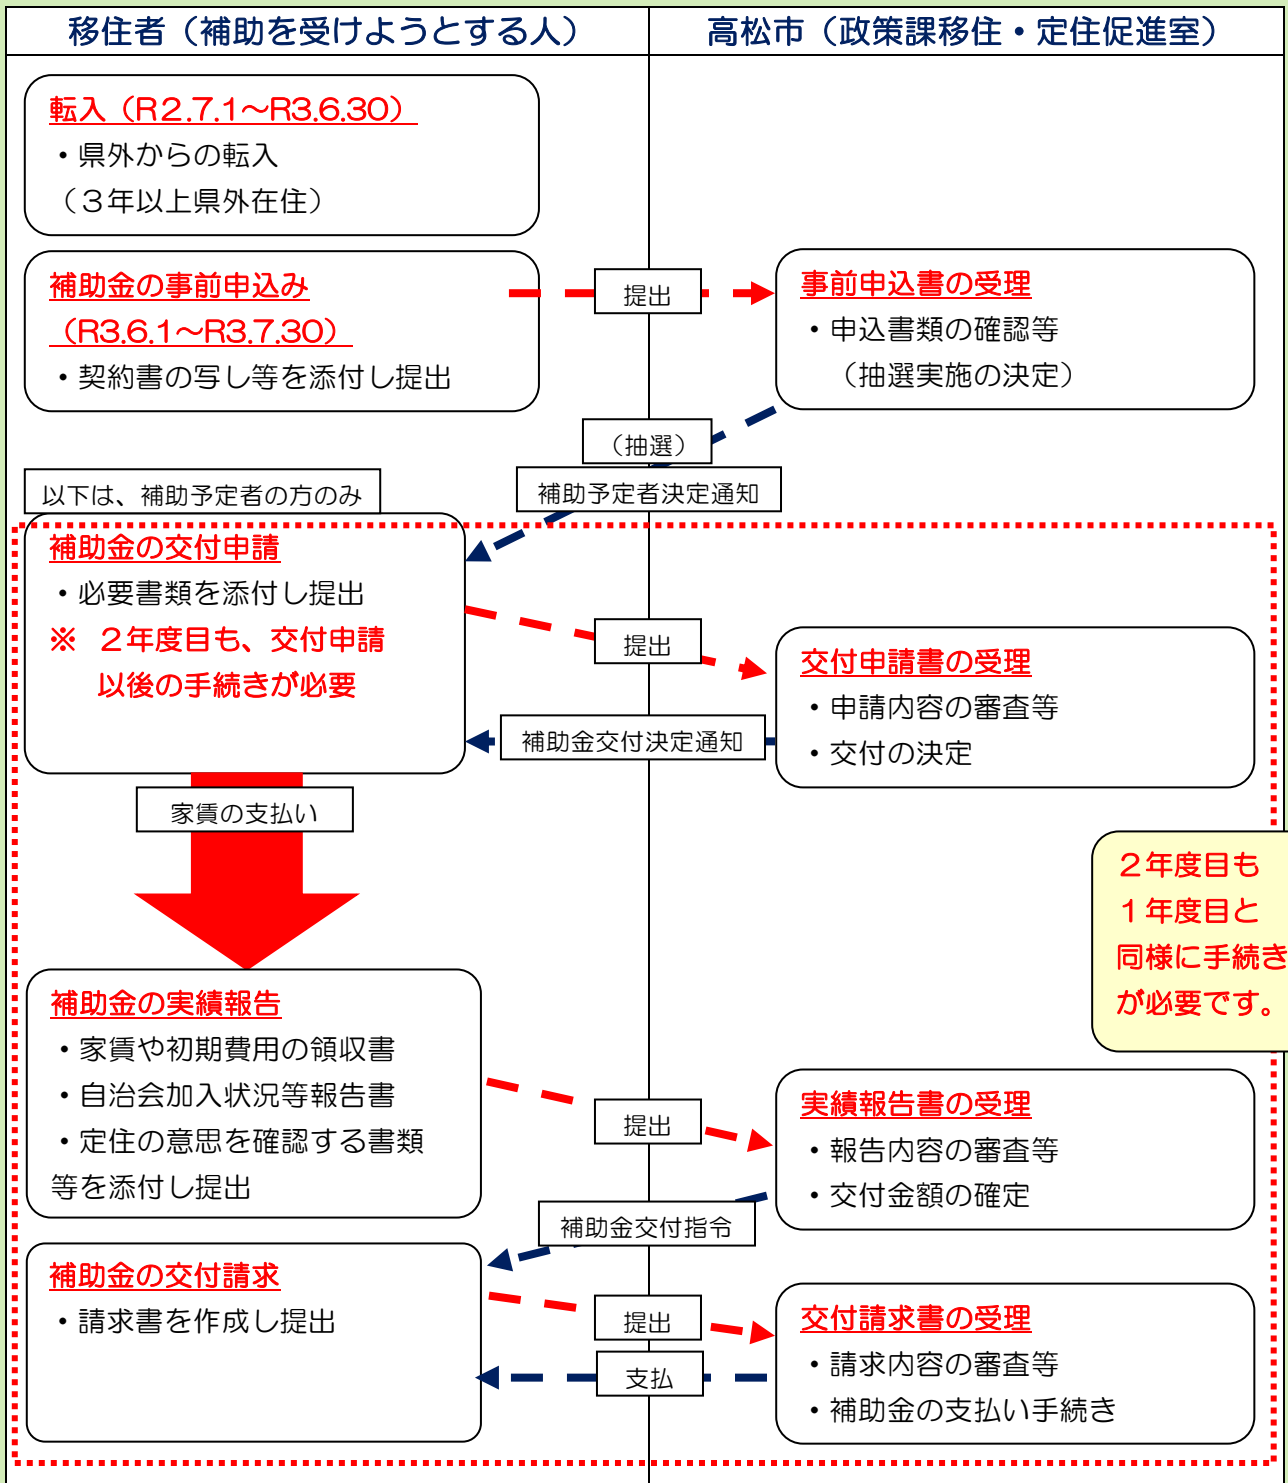 移住者（補助を受けようとする人）
高松市（政策課移住・定住促進室）
転入（R2.7.1～R3.6.30）
・県外からの転入
（３年以上県外在住）
補助金の事前申込み
（R3.6.1～R3.7.30）
・契約書の写し等を添付し提出
提出
事前申込書の受理
・申込書類の確認等
（抽選実施の決定）
（抽選）
補助予定者決定通知
以下は、補助予定者の方のみ
補助金の交付申請
・必要書類を添付し提出
※　２年度目も、交付申請
以後の手続きが必要
提出
交付申請書の受理
・申請内容の審査等
・交付の決定
補助金交付決定通知
家賃の支払い
２年度目も
１年度目と
同様に手続き
が必要です。
補助金の実績報告
・家賃や初期費用の領収書
・自治会加入状況等報告書
・定住の意思を確認する書類
等を添付し提出
提出
実績報告書の受理
・報告内容の審査等
・交付金額の確定
補助金交付指令
補助金の交付請求
・請求書を作成し提出
提出
交付請求書の受理
・請求内容の審査等
・補助金の支払い手続き
支払